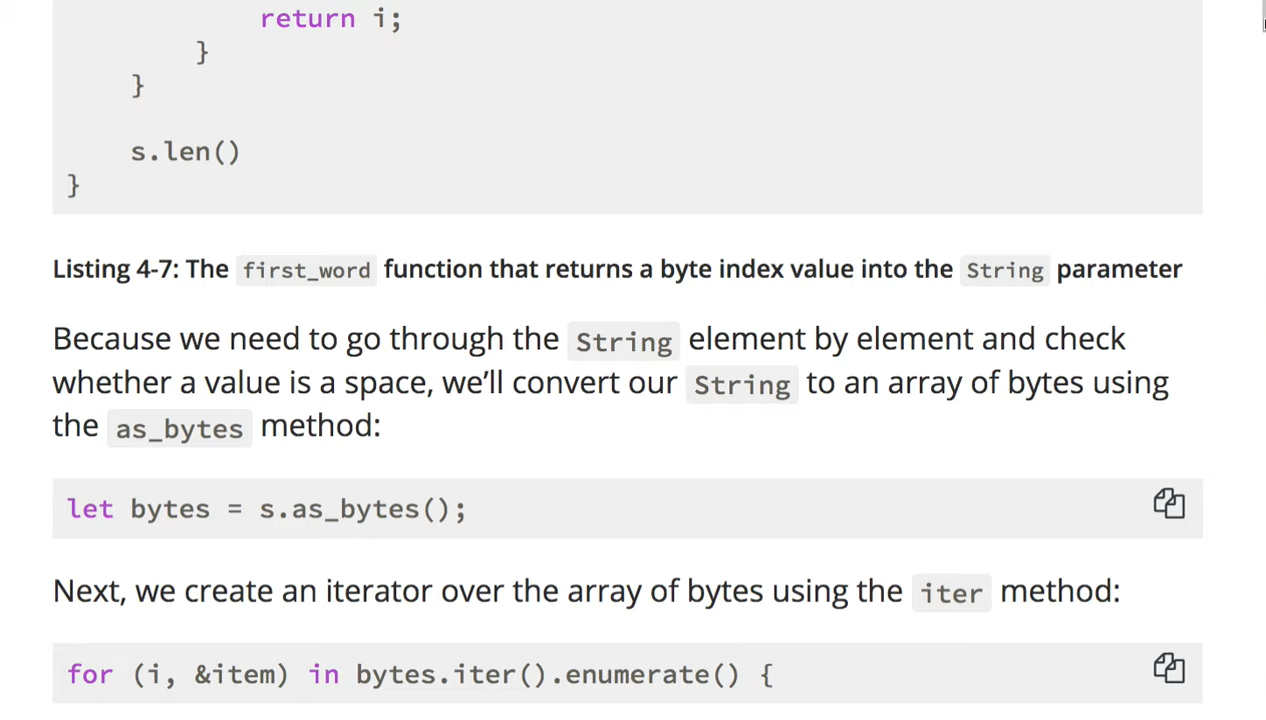 return i;
}
}
s.len()
}
Listing 4-7: The first_word function that returns a byte index value into the String parameter
Because we need to go through the String element by element and check
whether a value is a space, we’ll convert our String to an array of bytes using
the as_bytes method:
let bytes = s.as_bytes();
Next, we create an iterator over the array of bytes using the iter method:
for (i, &item) in bytes.iter().enumerate() {